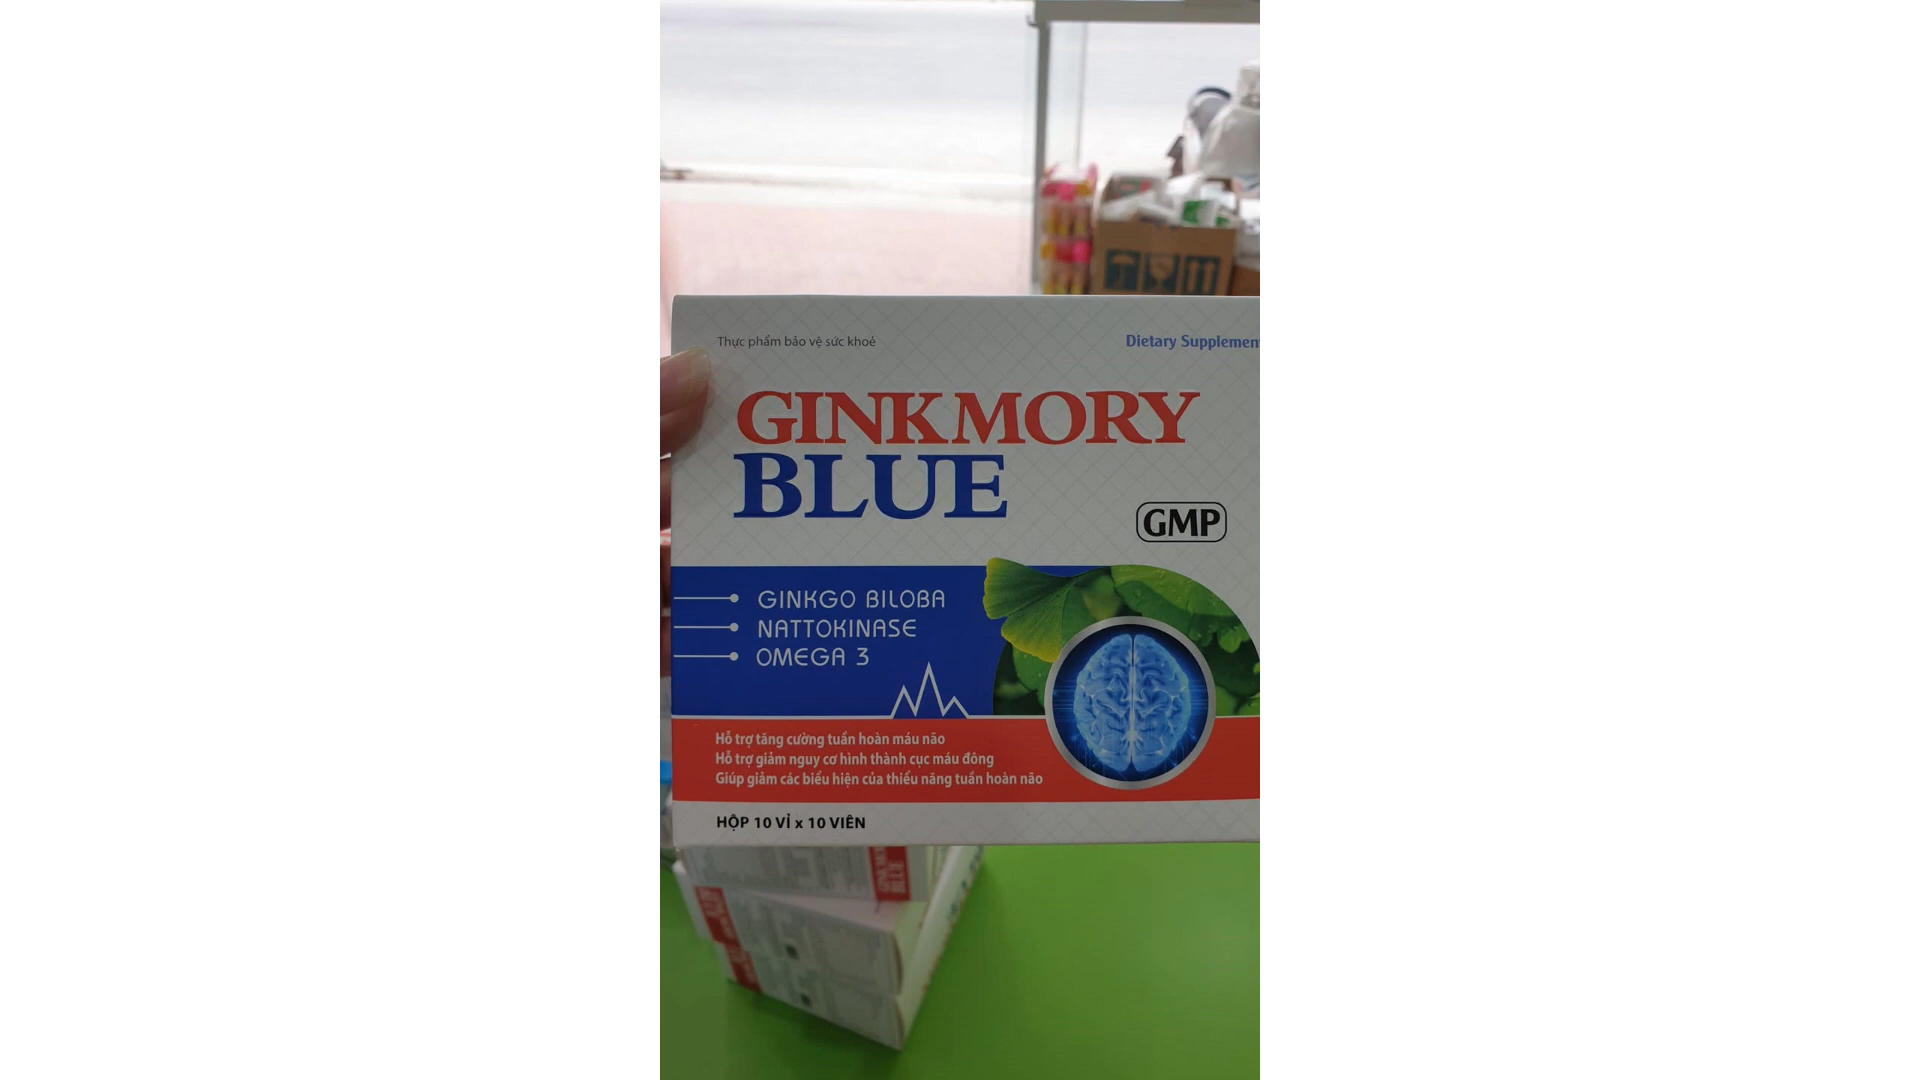 Thực phẩm bảo vệ sức khoẻ
Dietary Supplement
GINKMORY
BLUE
GMP
GINKGO BILOBA
NATTOKINASE
OMEGA 3
Hỗ trợ tăng cường tuần hoàn máu não
Hỗ trợ giảm nguy cơ hình thành cục máu đông
Giúp giảm các biểu hiện của thiểu năng tuần hoàn não
HỘP 10 VỈ x 10 VIÊN
GINKMORY
BLUE